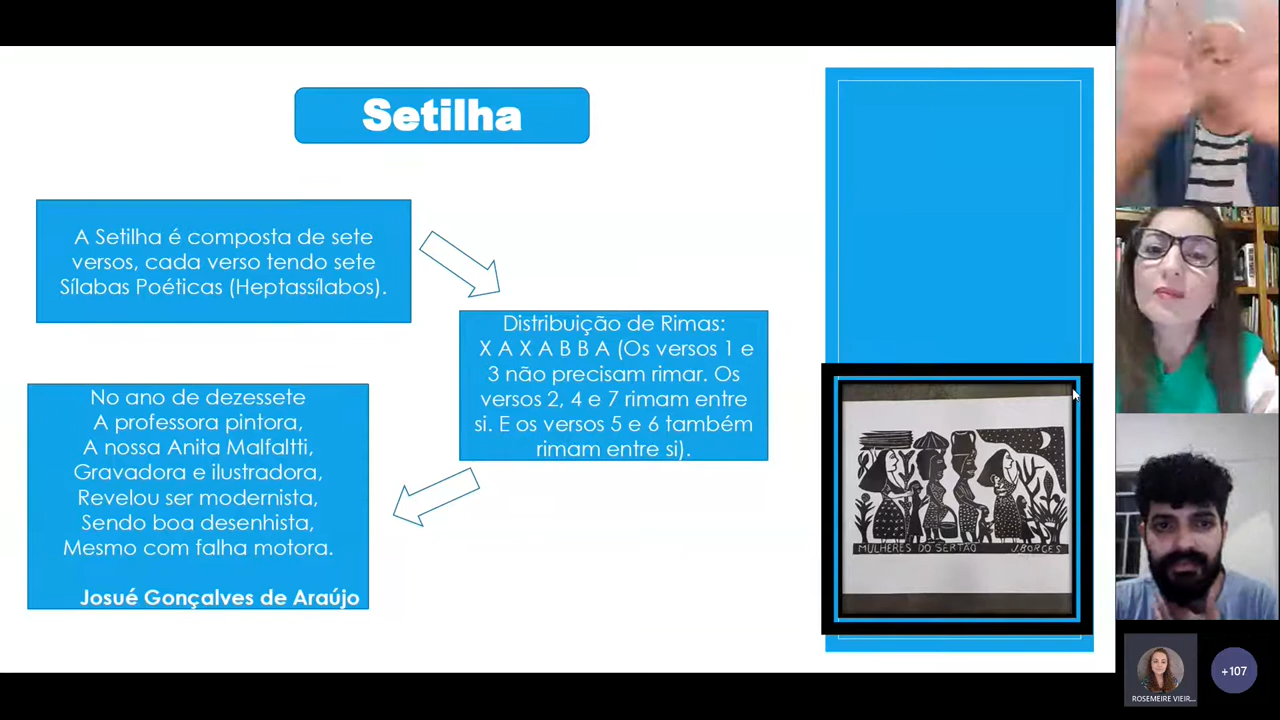 Setilha
A Setilha é composta de sete
versos, cada verso tendo sete
Sílabas Poéticas (Heptassílabos).
Distribuição de Rimas:
X A X A B B A (Os versos 1 e
3 não precisam rimar. Os
versos 2, 4 e 7 rimam entre
si. E os versos 5 e 6 também
rimam entre si).
No ano de dezessete
A professora pintora,
A nossa Anita Malfaltti,
Gravadora e ilustradora,
Revelou ser modernista,
Sendo boa desenhista,
Mesmo com falha motora.
Josué Gonçalves de Araújo
MULHERES DO SERTÃO J.BORGES
ROSEMEIRE VIEIR...
+107